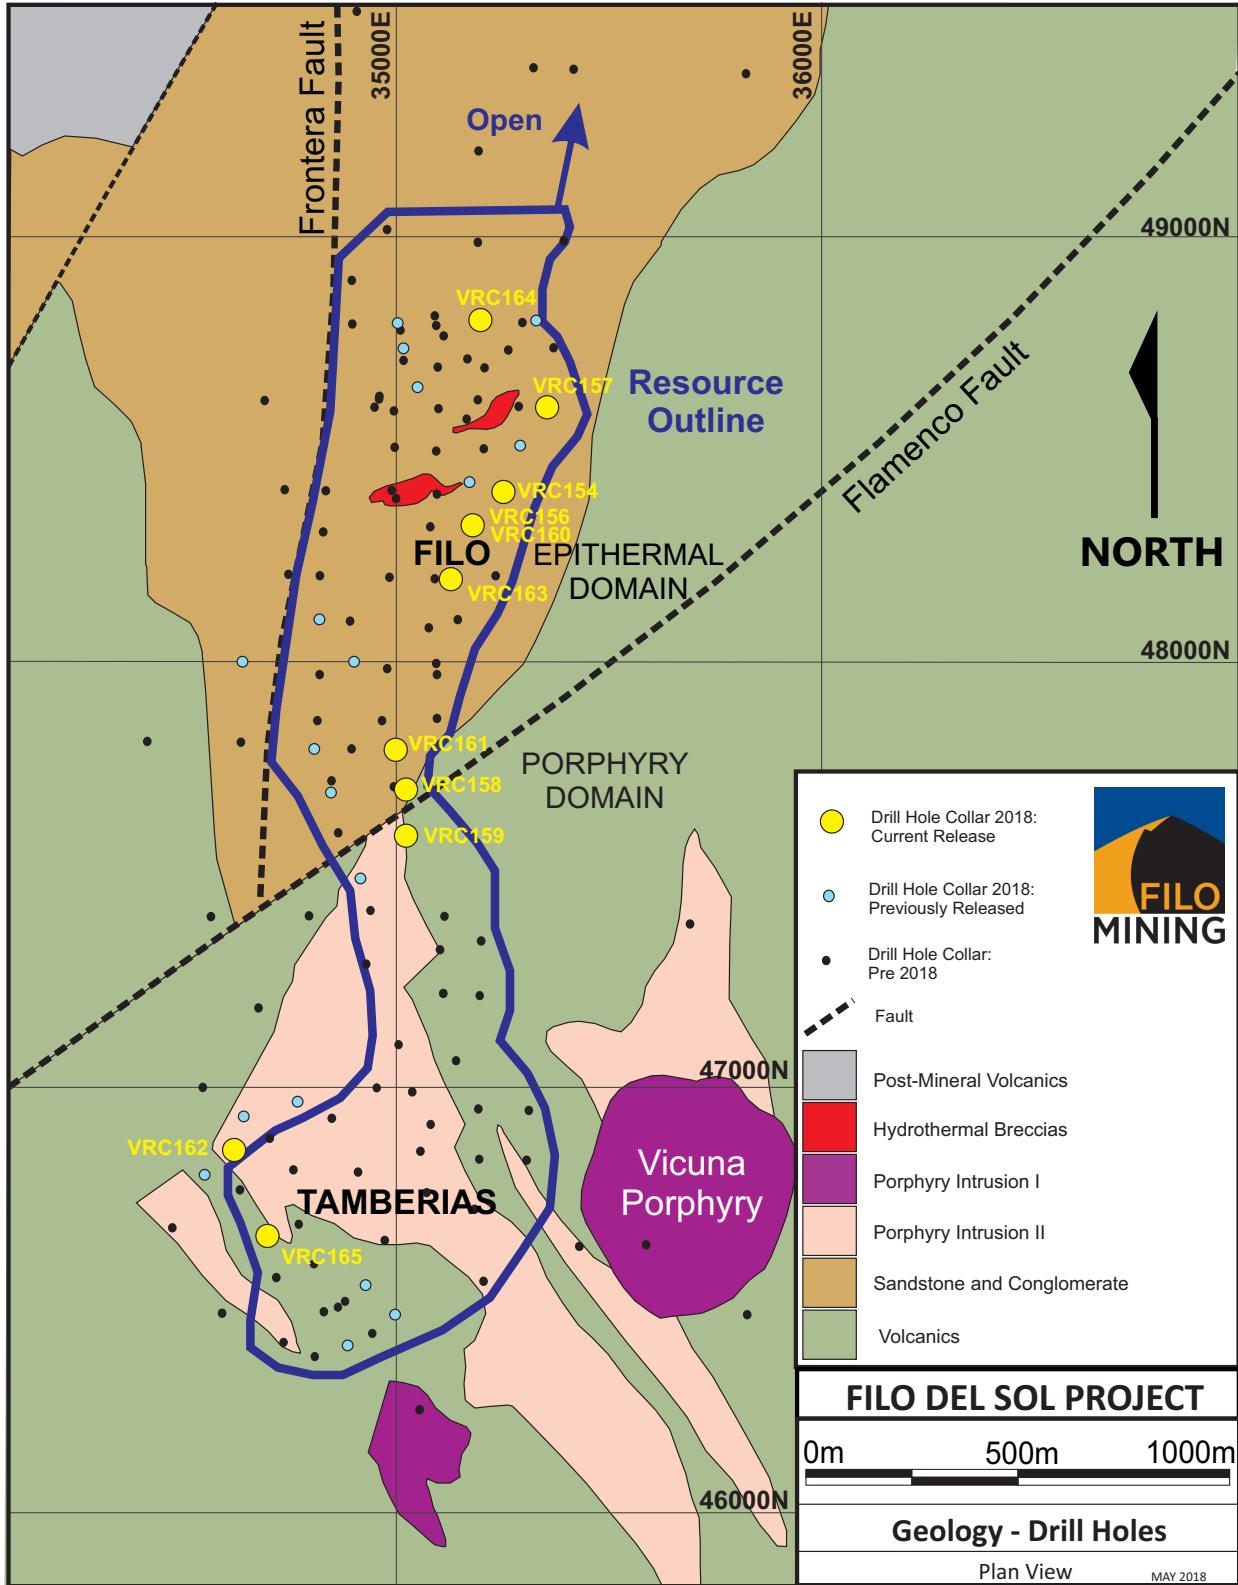 Frontera Fault
35000E
36000E
Open
49000N
VRC164
VRC157
Resource
Outline
Flamenco Fault
VRC154
VRC156
VRC160
FILO
EPITHERMAL
DOMAIN
NORTH
VRC163
48000N
VRC161
PORPHYRY
DOMAIN
VRC158
VRC159
47000N
VRC162
Vicuna
Porphyry
TAMBERIAS
VRC165
46000N
Drill Hole Collar 2018:
Current Release
Drill Hole Collar 2018:
Previously Released
Drill Hole Collar:
Pre 2018
Fault
FILO
MINING
Post-Mineral Volcanics
Hydrothermal Breccias
Porphyry Intrusion I
Porphyry Intrusion II
Sandstone and Conglomerate
Volcanics
FILO DEL SOL PROJECT
0m 500m 1000m
Geology - Drill Holes
Plan View MAY 2018